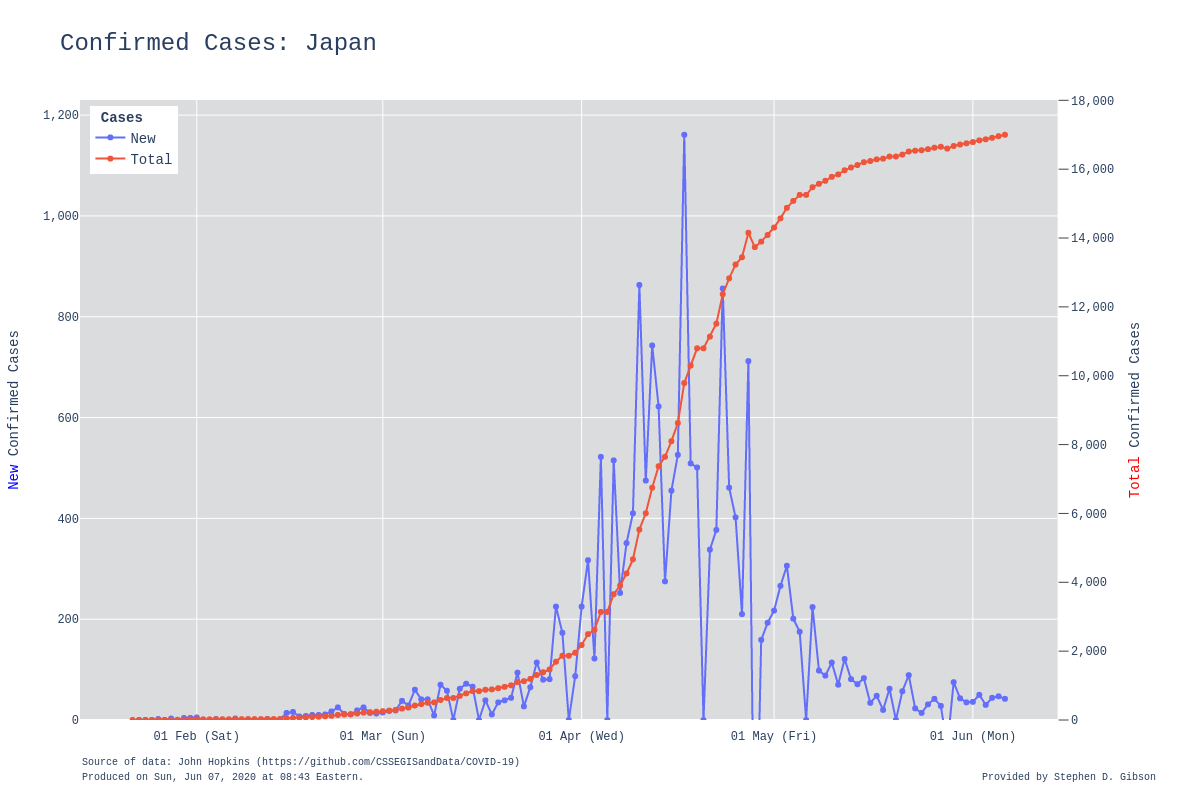 Confirmed Cases: Japan
Cases
New
Total
1,200
1,000
800
600
400
200
0
18,000
16,000
14,000
12,000
10,000
8,000
6,000
4,000
2,000
0
New Confirmed Cases
Total Confirmed Cases
01 Feb (Sat)
01 Mar (Sun)
01 Apr (Wed)
01 May (Fri)
01 Jun (Mon)
Source of data: John Hopkins (https://github.com/CSSEGISandData/COVID-19)
Produced on Sun, Jun 07, 2020 at 08:43 Eastern.
Provided by Stephen D. Gibson